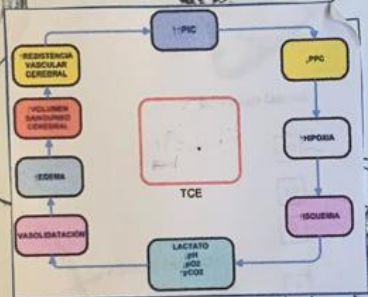 ↑↑PIC
↓PPC
↑HIPOXIA
↑ISQUEMIA
LACTATO
↓pH
↓pO2
↑pCO2
VASOLIDATACIÓN
↑EDEMA
↑VOLUMEN
SANGUINEO
CEREBRAL
↑RESISTENCIA
VASCULAR
CEREBRAL
TCE